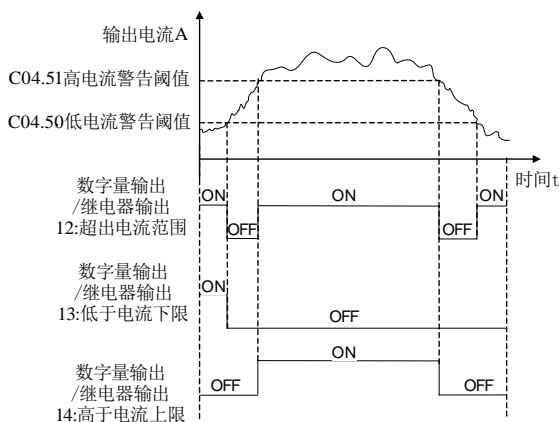 输出电流A
C04.51高电流警告阈值
C04.50低电流警告阈值
时间t
数字量输出
/继电器输出
12:超出电流范围
ON
OFF
ON
OFF
ON
数字量输出
/继电器输出
13:低于电流下限
ON
OFF
数字量输出
/继电器输出
14:高于电流上限
OFF
ON
OFF